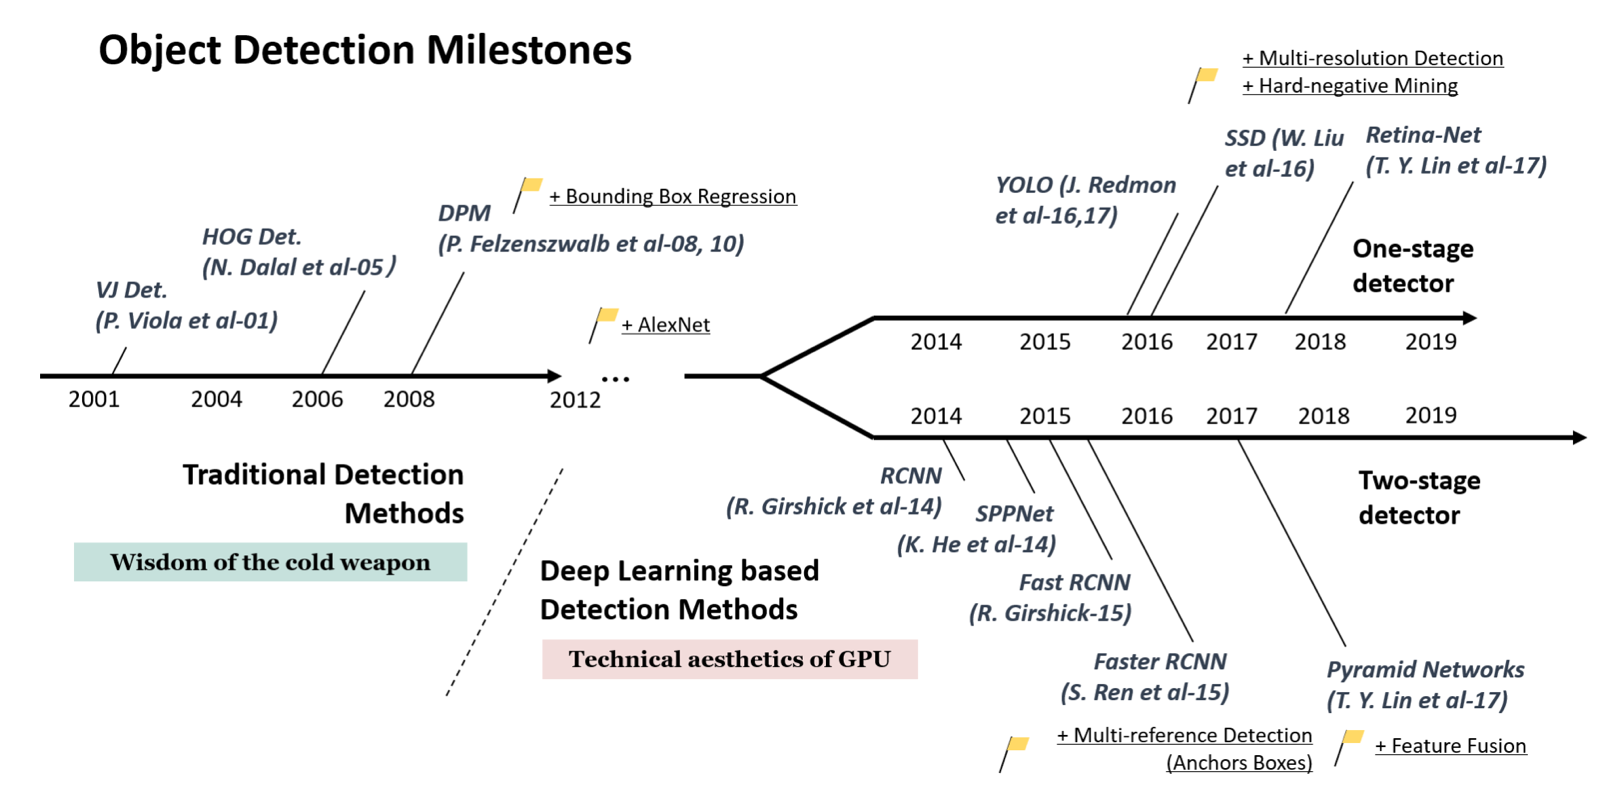 Object Detection Milestones
+ Multi-resolution Detection
+ Hard-negative Mining
SSD (W. Liu
et al-16)
Retina-Net
(T. Y. Lin et al-17)
YOLO (J. Redmon
et al-16,17)
+ Bounding Box Regression
DPM
(P. Felzenszwalb et al-08, 10)
HOG Det.
(N. Dalal et al-05)
VJ Det.
(P. Viola et al-01)
+ AlexNet
One-stage
detector
2014 2015 2016 2017 2018 2019
...
2001 2004 2006 2008 2012
2014 2015 2016 2017 2018 2019
Traditional Detection
Methods
Wisdom of the cold weapon
Deep Learning based
Detection Methods
Technical aesthetics of GPU
RCNN
(R. Girshick et al-14)
SPPNet
(K. He et al-14)
Fast RCNN
(R. Girshick-15)
Faster RCNN
(S. Ren et al-15)
+ Multi-reference Detection
(Anchors Boxes)
Two-stage
detector
Pyramid Networks
(T. Y. Lin et al-17)
+ Feature Fusion